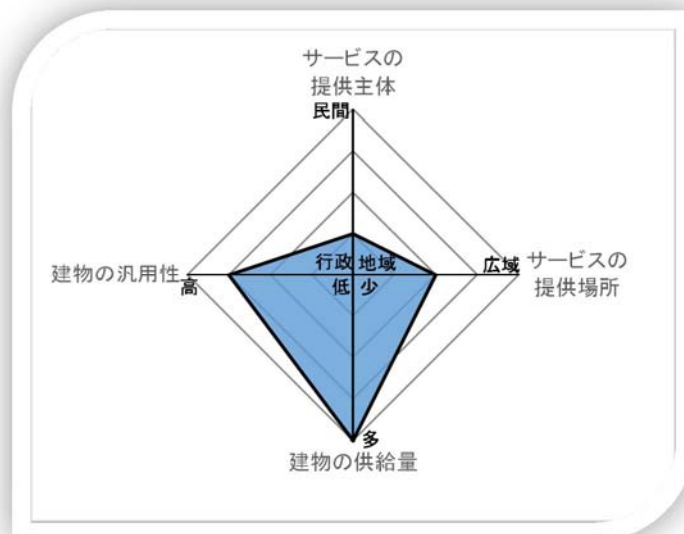 サービスの
提供主体
民間
建物の汎用性
高
行政
地域
低
少
広域
サービスの
提供場所
多
建物の供給量